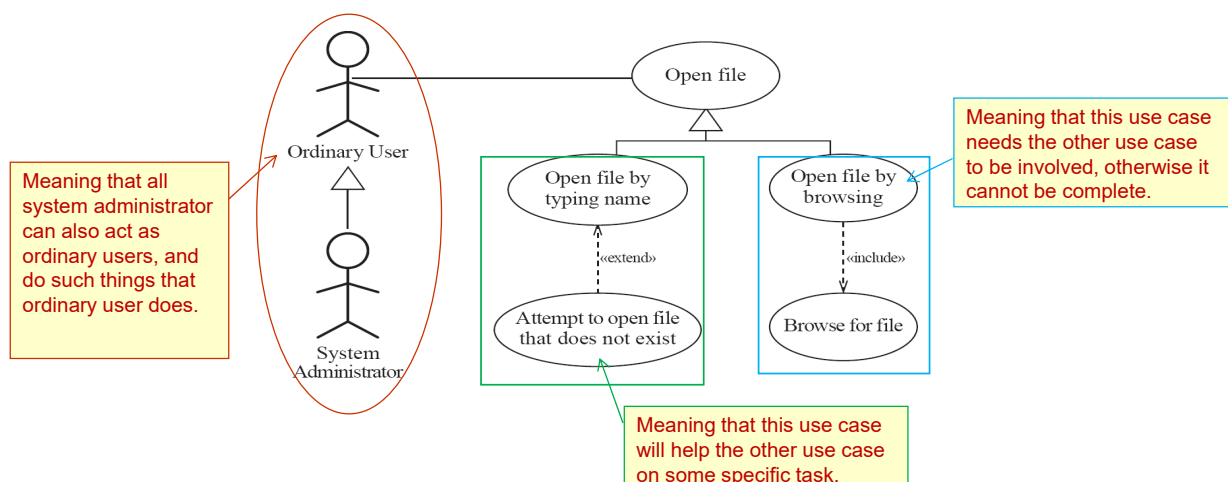 Open file
Ordinary User
Meaning that all
system administrator
can also act as
ordinary users, and
do such things that
ordinary user does.
System
Administrator
Open file by
typing name
«extend»
Attempt to open file
that does not exist
Open file by
browsing
«include»
Browse for file
Meaning that this use case
needs the other use case
to be involved, otherwise it
cannot be complete.
Meaning that this use case
will help the other use case
on some specific task.